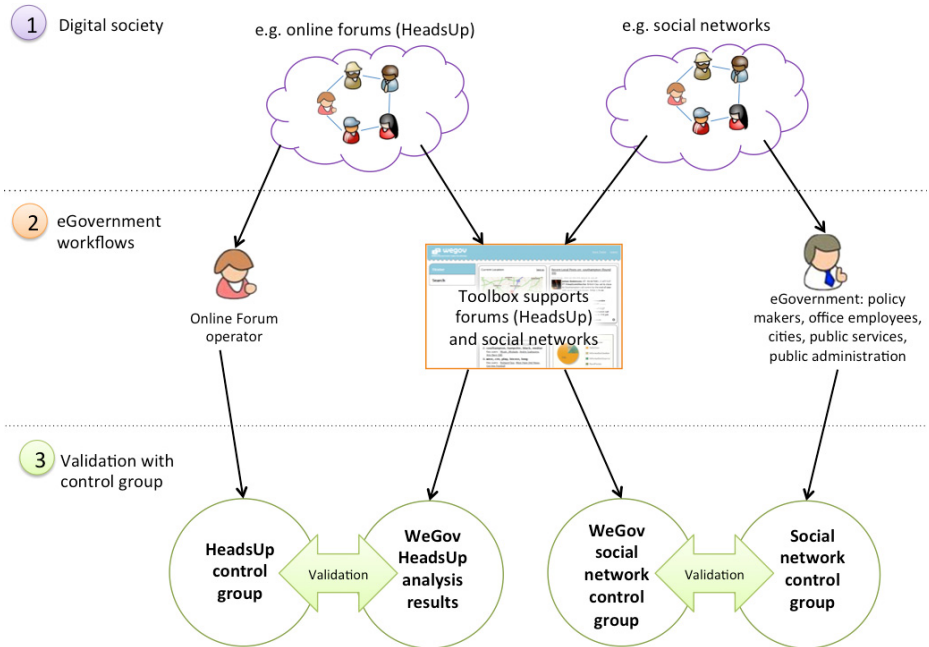 1
Digital society
e.g. online forums (HeadsUp)
e.g. social networks
2
eGovernment
workflows
wegov
Search
Toolbox supports
forums (HeadsUp)
and social networks
Online Forum
operator
eGovernment: policy
makers, office employees,
cities, public services,
public administration
3
Validation with
control group
HeadsUp
control
group
Validation
WeGov
HeadsUp
analysis
results
WeGov
social
network
control
group
Validation
Social
network
control
group